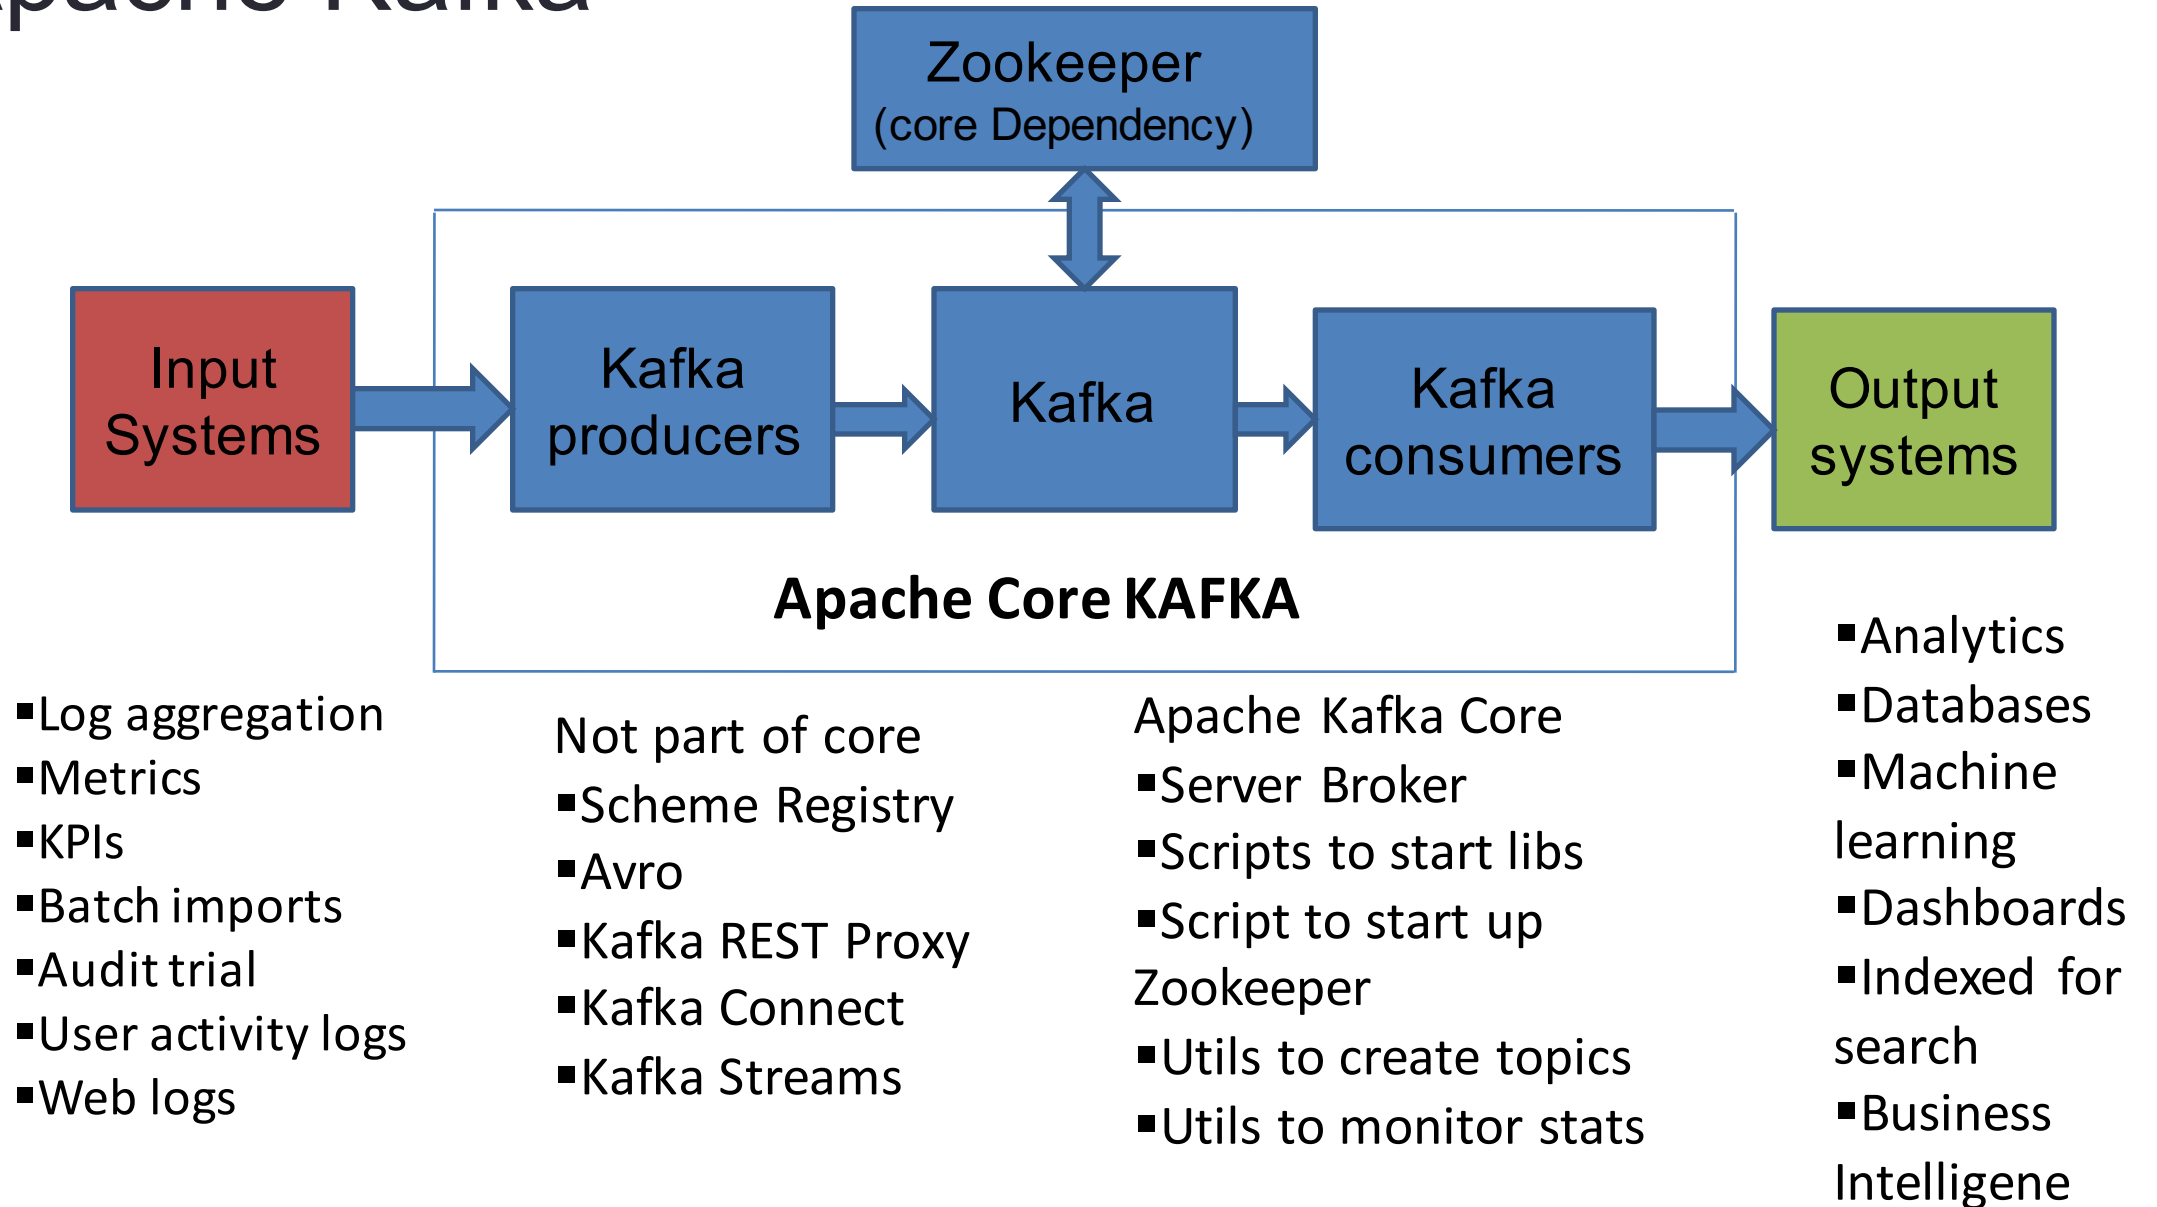 Apache Kafka
Zookeeper
(core Dependency)
Input
Systems
Kafka
producers
Kafka
Kafka
consumers
Output
systems
Apache Core KAFKA
▪Log aggregation
▪Metrics
▪KPIs
▪Batch imports
▪Audit trial
▪User activity logs
▪Web logs
Not part of core
▪Scheme Registry
▪Avro
▪Kafka REST Proxy
▪Kafka Connect
▪Kafka Streams
Apache Kafka Core
▪Server Broker
▪Scripts to start libs
▪Script to start up
Zookeeper
▪Utils to create topics
▪Utils to monitor stats
▪Analytics
▪Databases
▪Machine
learning
▪Dashboards
▪Indexed for
search
▪Business
Intelligene